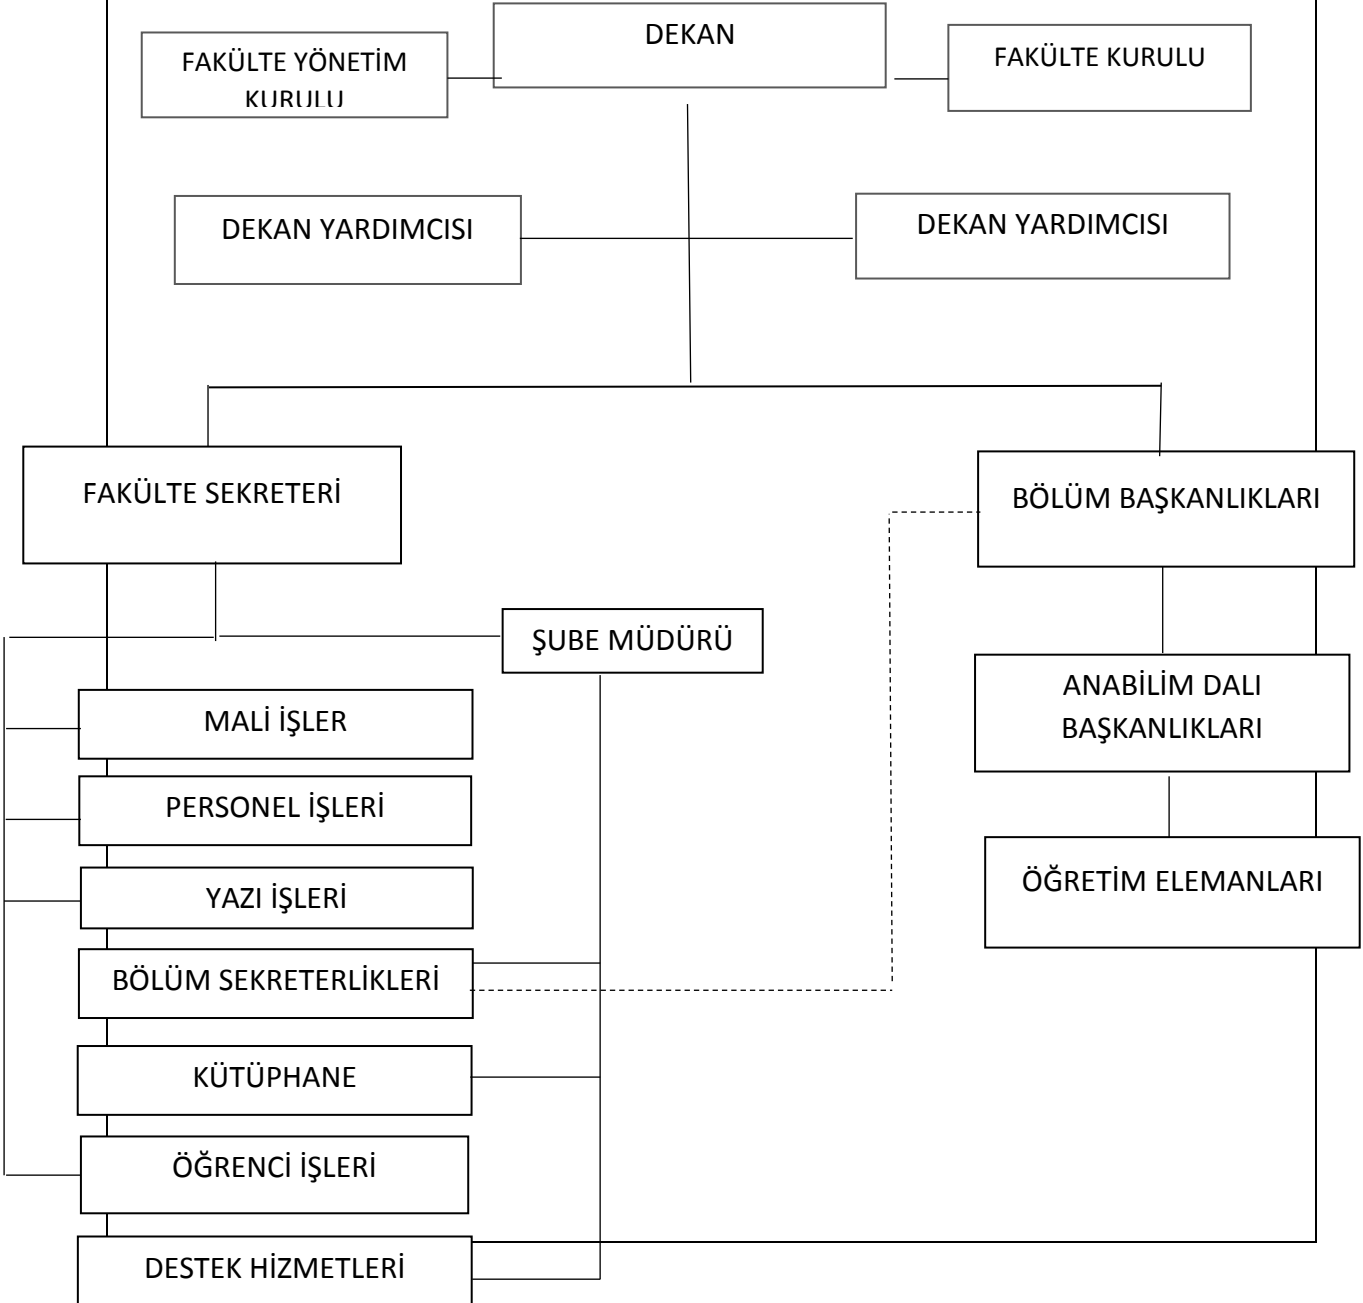 DEKAN
FAKÜLTE YÖNETİM
KURULU
FAKÜLTE KURULU
DEKAN YARDIMCISI
DEKAN YARDIMCISI
FAKÜLTE SEKRETERİ
BÖLÜM BAŞKANLIKLARI
ŞUBE MÜDÜRÜ
ANABİLİM DALI
BAŞKANLIKLARI
MALİ İŞLER
PERSONEL İŞLERİ
ÖĞRETİM ELEMANLARI
YAZI İŞLERİ
BÖLÜM SEKRETERLİKLERİ
KÜTÜPHANE
ÖĞRENCİ İŞLERİ
DESTEK HİZMETLERİ